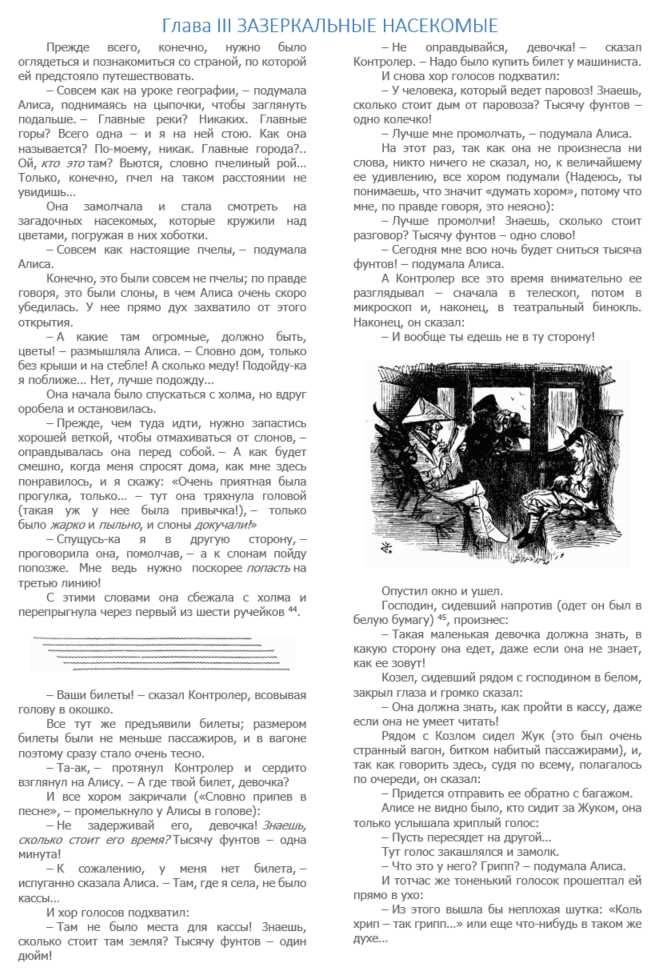 Глава III ЗАЗЕРКАЛЬНЫЕ НАСЕКОМЫЕ
Прежде всего, конечно, нужно было
оглядеться и познакомиться со страной, по которой
ей предстояло путешествовать.
– Совсем как на уроке географии, – подумала
Алиса, поднимаясь на цыпочки, чтобы заглянуть
подальше. – Главные реки? Никаких. Главные
горы? Всего одна – и я на ней стою. Как она
называется? По-моему, никак. Главные города?..
Ой, кто это там? Вьются, словно пчелиный рой...
Только, конечно, пчел на таком расстоянии не
увидишь...
Она замолчала и стала смотреть на
загадочных насекомых, которые кружили над
цветами, погружая в них хоботки.
– Совсем как настоящие пчелы, – подумала
Алиса.
Конечно, это были совсем не пчелы; по правде
говоря, это были слоны, в чем Алиса очень скоро
убедилась. У нее прямо дух захватило от этого
открытия.
– А какие там огромные, должно быть,
цветы! – размышляла Алиса. – Словно дом, только
без крыши и на стебле! А сколько меду! Подойду-ка
я поближе... Нет, лучше подожду...
Она начала было спускаться с холма, но вдруг
оробела и остановилась.
– Прежде, чем туда идти, нужно запастись
хорошей веткой, чтобы отмахиваться от слонов, –
оправдывалась она перед собой. – А как будет
смешно, когда меня спросят дома, как мне здесь
понравилось, и я скажу: «Очень приятная была
прогулка, только... – тут она тряхнула головой
(такая уж у нее была привычка!), – только
было жарко и пыльно, и слоны докучали!»
– Спущусь-ка я в другую сторону, –
проговорила она, помолчав, – а к слонам пойду
попозже. Мне ведь нужно поскорее попасть на
третью линию!
С этими словами она сбежала с холма и
перепрыгнула через первый из шести ручейков 44.
– Ваши билеты! – сказал Контролер, всовывая
голову в окошко.
Все тут же предъявили билеты; размером
билеты были не меньше пассажиров, и в вагоне
поэтому сразу стало очень тесно.
– Та-ак, – протянул Контролер и сердито
взглянул на Алису. – А где твой билет, девочка?
И все хором закричали («Словно припев в
песне», – промелькнуло у Алисы в голове):
– Не задерживай его, девочка! Знаешь,
сколько стоит его время? Тысячу фунтов – одна
минута!
– К сожалению, у меня нет билета, –
испуганно сказала Алиса. – Там, где я села, не было
кассы...
И хор голосов подхватил:
– Там не было места для кассы! Знаешь,
сколько стоит там земля? Тысячу фунтов – один
дюйм!
– Не оправдывайся, девочка! – сказал
Контролер. – Надо было купить билет у машиниста.
И снова хор голосов подхватил:
– У человека, который ведет паровоз! Знаешь,
сколько стоит дым от паровоза? Тысячу фунтов –
одно колечко!
– Лучше мне промолчать, – подумала Алиса.
На этот раз, так как она не произнесла ни
слова, никто ничего не сказал, но, к величайшему
ее удивлению, все хором подумали (Надеюсь, ты
понимаешь, что значит «думать хором», потому что
мне, по правде говоря, это неясно):
– Лучше промолчи! Знаешь, сколько стоит
разговор? Тысячу фунтов – одно слово!
– Сегодня мне всю ночь будет сниться тысяча
фунтов! – подумала Алиса.
А Контролер все это время внимательно ее
разглядывал – сначала в телескоп, потом в
микроскоп и, наконец, в театральный бинокль.
Наконец, он сказал:
– И вообще ты едешь не в ту сторону!
Опустил окно и ушел.
Господин, сидевший напротив (одет он был в
белую бумагу) 45, произнес:
– Такая маленькая девочка должна знать, в
какую сторону она едет, даже если она не знает,
как ее зовут!
Козел, сидевший рядом с господином в белом,
закрыл глаза и громко сказал:
– Она должна знать, как пройти в кассу, даже
если она не умеет читать!
Рядом с Козлом сидел Жук (это был очень
странный вагон, битком набитый пассажирами), и,
так как говорить здесь, судя по всему, полагалось
по очереди, он сказал:
– Придется отправить ее обратно с багажом.
Алисе не видно было, кто сидит за Жуком, она
только услышала хриплый голос:
– Пусть пересядет на другой...
Тут голос закашлялся и замолк.
– Что это у него? Грипп? – подумала Алиса.
И тотчас же тоненький голосок прошептал ей
прямо в ухо:
– Из этого вышла бы неплохая шутка: «Коль
хрип – так грипп...» или еще что-нибудь в таком же
духе...